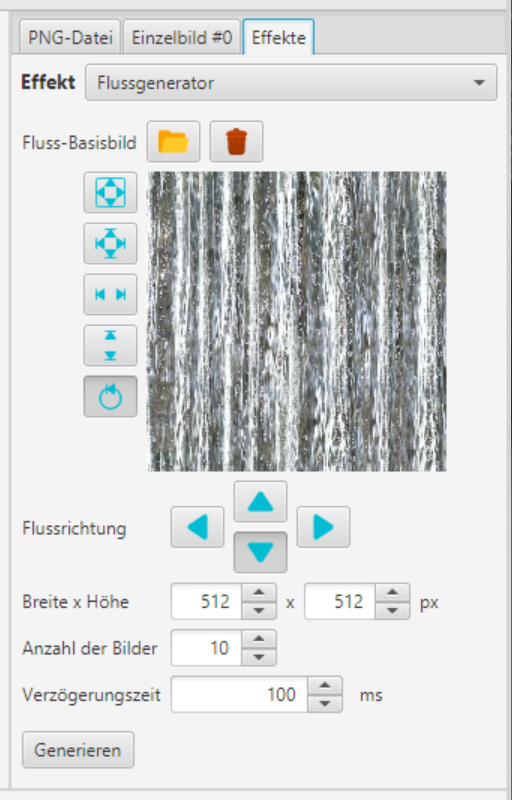 PNG-Datei Einzelbild #0 Effekte
Effekt Flussgenerator
Fluss-Basisbild
Flussrichtung
Breite x Höhe 512 x 512 px
Anzahl der Bilder 10
Verzögerungszeit 100 ms
Generieren